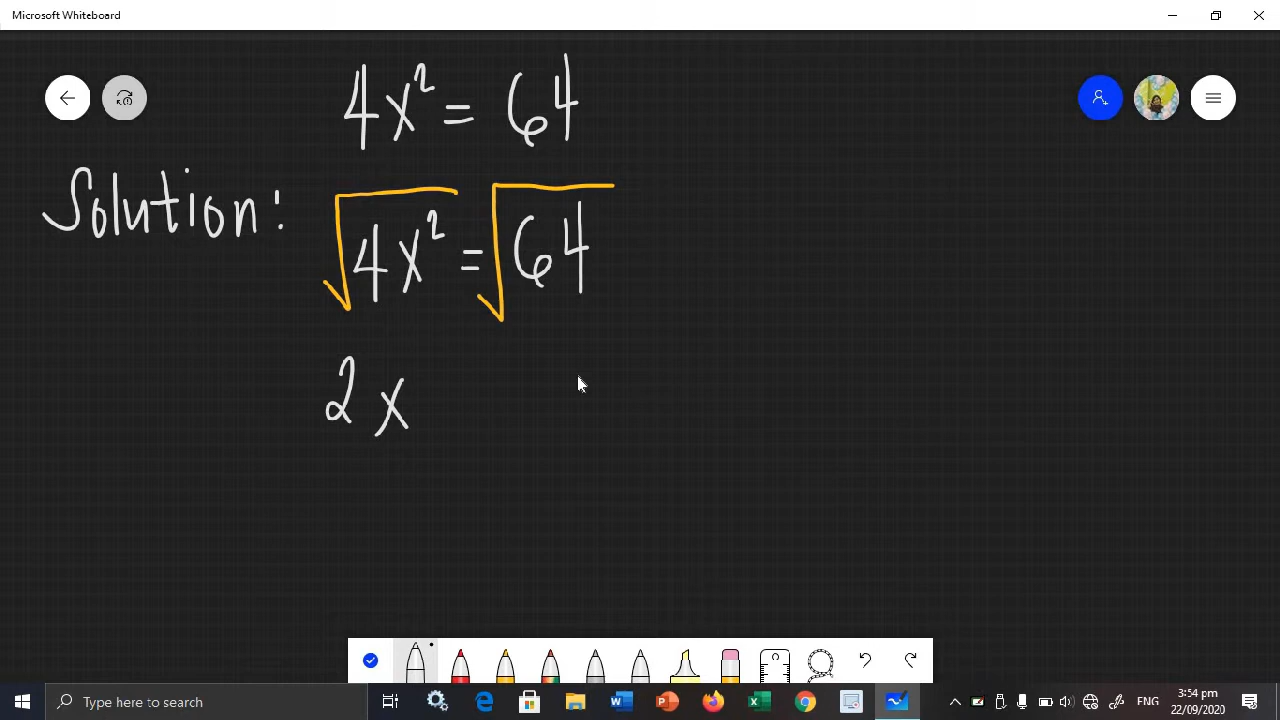 Microsoft Whiteboard
4x² = 64
Solution: √4x² = √64
2x
Type here to search
ENG
3:54 pm
22/09/2020